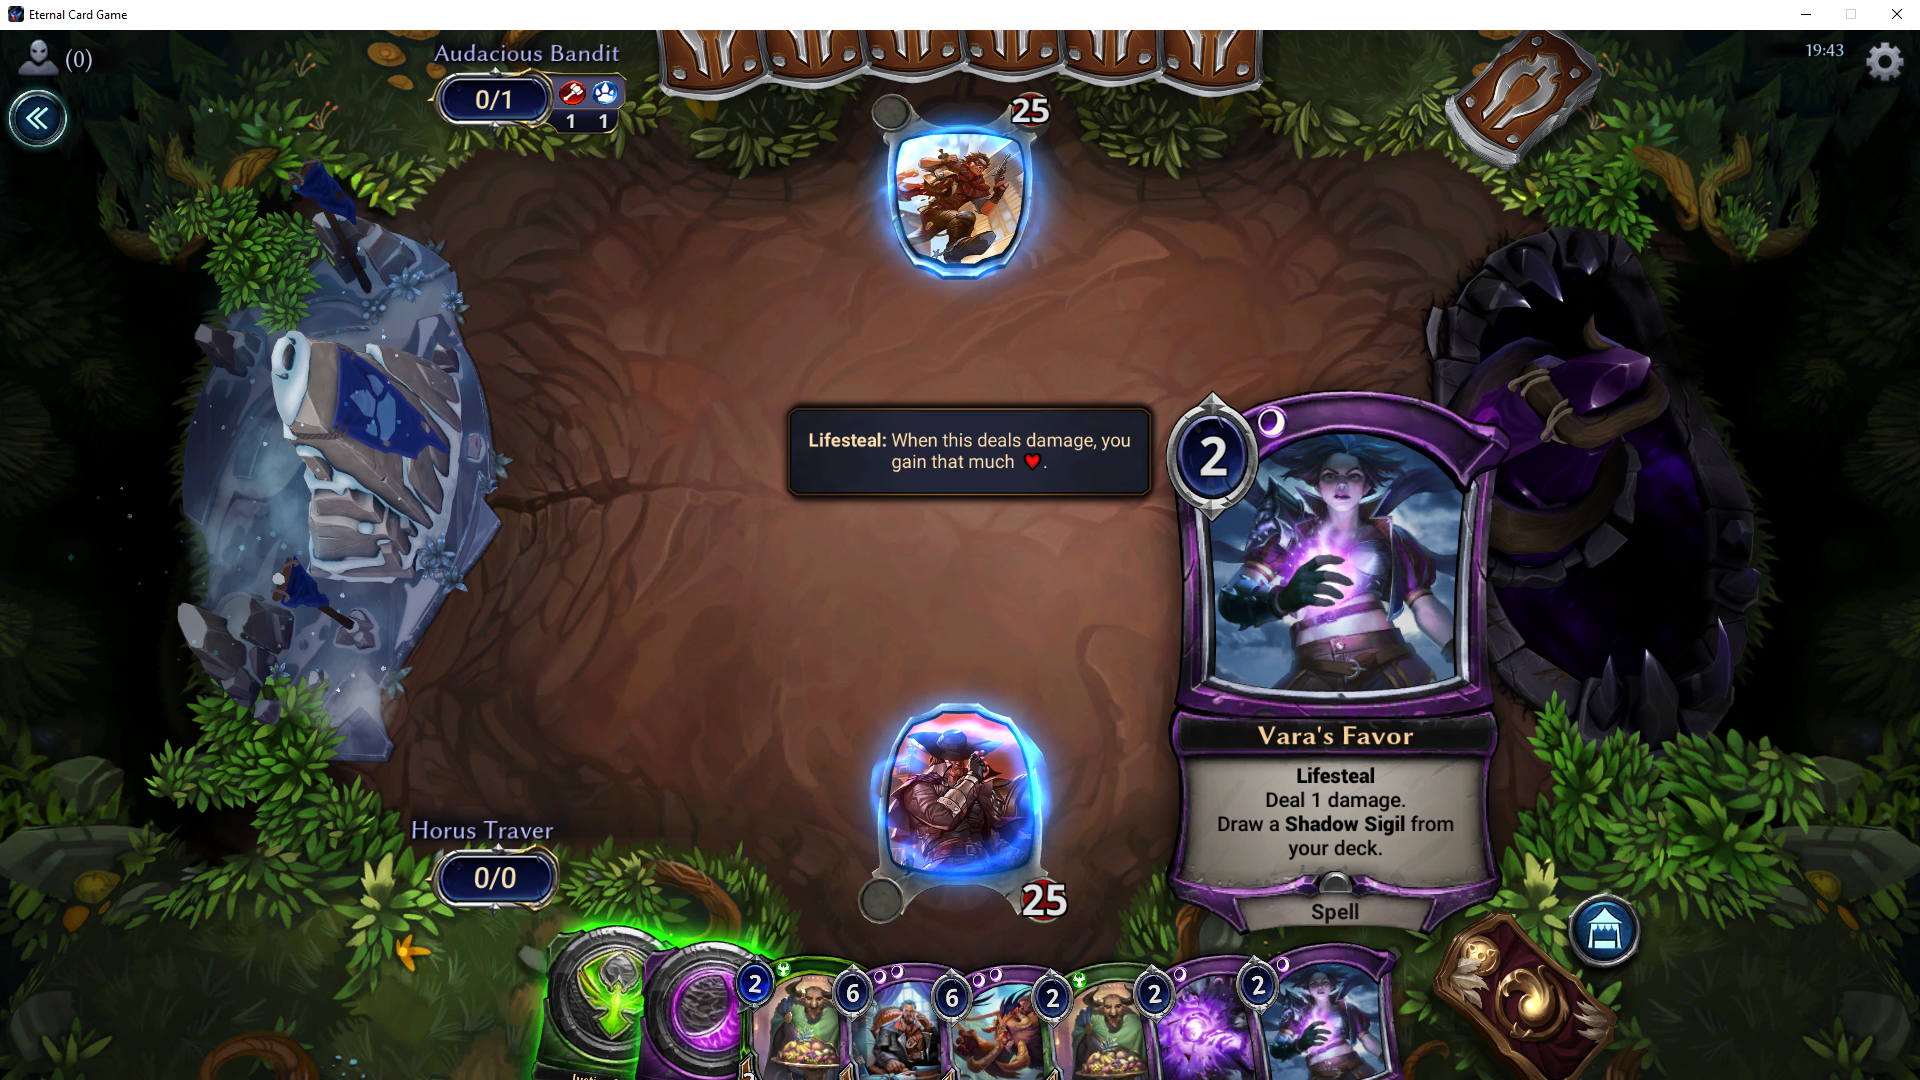 Eternal Card Game
(0)
Audacious Bandit
0/1
1 1
25
19:43
Lifesteal: When this deals damage, you
gain that much ❤.
2
Vara's Favor
Lifesteal
Deal 1 damage.
Draw a Shadow Sigil from
your deck.
Spell
Horus Traver
0/0
25
2
6
6
2
2
2